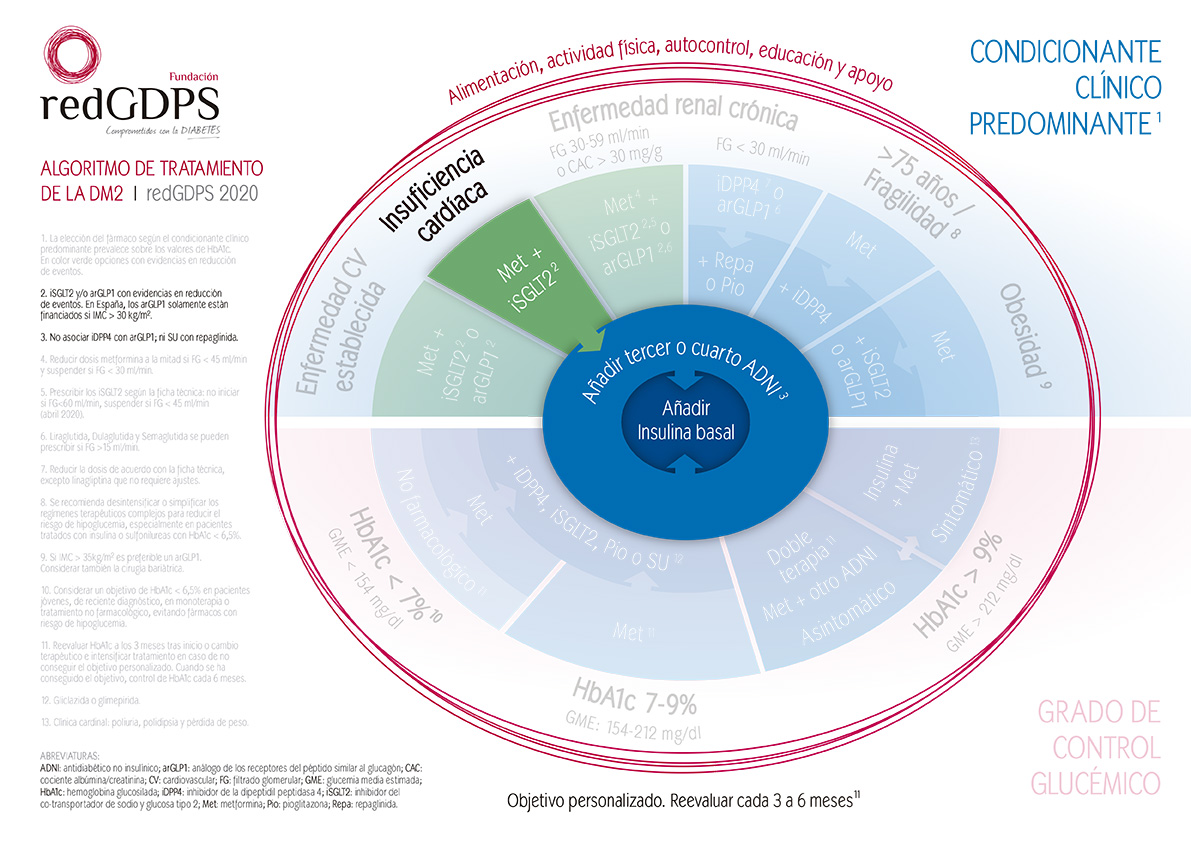 Fundación
redGDPS
Comprometidos con la DIABETES
ALGORITMO DE TRATAMIENTO
DE LA DM2 | redGDPS 2020
1. La elección del fármaco según el condicionante clínico
predominante prevalece sobre los valores de HbA1c.
En color verde opciones con evidencias en reducción
de eventos.
2. iSGLT2 y/o arGLP1 con evidencias en reducción
de eventos. En España, los arGLP1 solamente están
financiados si IMC > 30 kg/m².
3. No asociar iDPP4 con arGLP1; ni SU con repaglinida.
4. Reducir dosis metformina a la mitad si FG < 45 ml/min
y suspender si FG < 30 ml/min.
5. Prescribir los iSGLT2 según la ficha técnica: no iniciar
si FG<60 ml/min, suspender si FG < 45 ml/min
(abril 2020).
6. Liraglutida, Dulaglutida y Semaglutida se pueden
prescribir si FG >15 ml/min.
7. Reducir la dosis de acuerdo con la ficha técnica,
excepto linagliptina que no requiere ajustes.
8. Se recomienda desintensificar o simplificar los
regímenes terapéuticos complejos para reducir el
riesgo de hipoglucemia, especialmente en pacientes
tratados con insulina o sulfonilureas con HbA1c < 6,5%.
9. Si IMC > 35kg/m² es preferible un arGLP1.
Considerar también la cirugía bariátrica.
10. Considerar un objetivo de HbA1c < 6,5% en pacientes
jóvenes, de reciente diagnóstico, en monoterapia o
tratamiento no farmacológico, evitando fármacos con
riesgo de hipoglucemia.
11. Reevaluar HbA1c a los 3 meses tras inicio o cambio
terapéutico e intensificar tratamiento en caso de no
conseguir el objetivo personalizado. Cuando se ha
conseguido el objetivo, control de HbA1c cada 6 meses.
12. Gliclazida o glimepirida.
13. Clínica cardinal: poliuria, polidipsia y pérdida de peso.
ABREVIATURAS:
ADNI: antidiabético no insulínico; arGLP1: análogo de los receptores del péptido similar al glucagón; CAC:
cociente albúmina/creatinina; CV: cardiovascular; FG: filtrado glomerular; GME: glucemia media estimada;
HbA1c: hemoglobina glucosilada; iDPP4: inhibidor de la dipeptidil peptidasa 4; iSGLT2: inhibidor del
co-transportador de sodio y glucosa tipo 2; Met: metformina; Pio: pioglitazona; Repa: repaglinida.
Alimentación, actividad física, autocontrol, educación y apoyo
CONDICIONANTE
CLÍNICO
PREDOMINANTE 1
Enfermedad CV
establecida
Met +
iSGLT2 2 o
arGLP1 2
Insuficiencia
cardíaca
Met +
iSGLT2 2
Enfermedad renal crónica
FG 30-59 ml/min
o CAC > 30 mg/g
Met 4 +
iSGLT2 2,5 o
arGLP1 2,6
FG < 30 ml/min
iDPP4 7 o
arGLP1 6
+ Repa
o Pio
>75 años /
Fragilidad 8
Met
+ iDPP4
Obesidad 9
Met
+ iSGLT2
o arGLP1
Añadir tercer o cuarto ADNI 3
Añadir
Insulina basal
HbA1c < 7% 10
GME < 154 mg/dl
No farmacológico 11
Met
+ iDPP4, iSGLT2, Pio o SU 12
Met 11
HbA1c 7-9%
GME: 154-212 mg/dl
Doble
terapia 11
Met + otro ADNI
Asintomático
Insulina
+ Met
Sintomático 13
HbA1c > 9%
GME > 212 mg/dl
GRADO DE
CONTROL
GLUCÉMICO
Objetivo personalizado. Reevaluar cada 3 a 6 meses 11